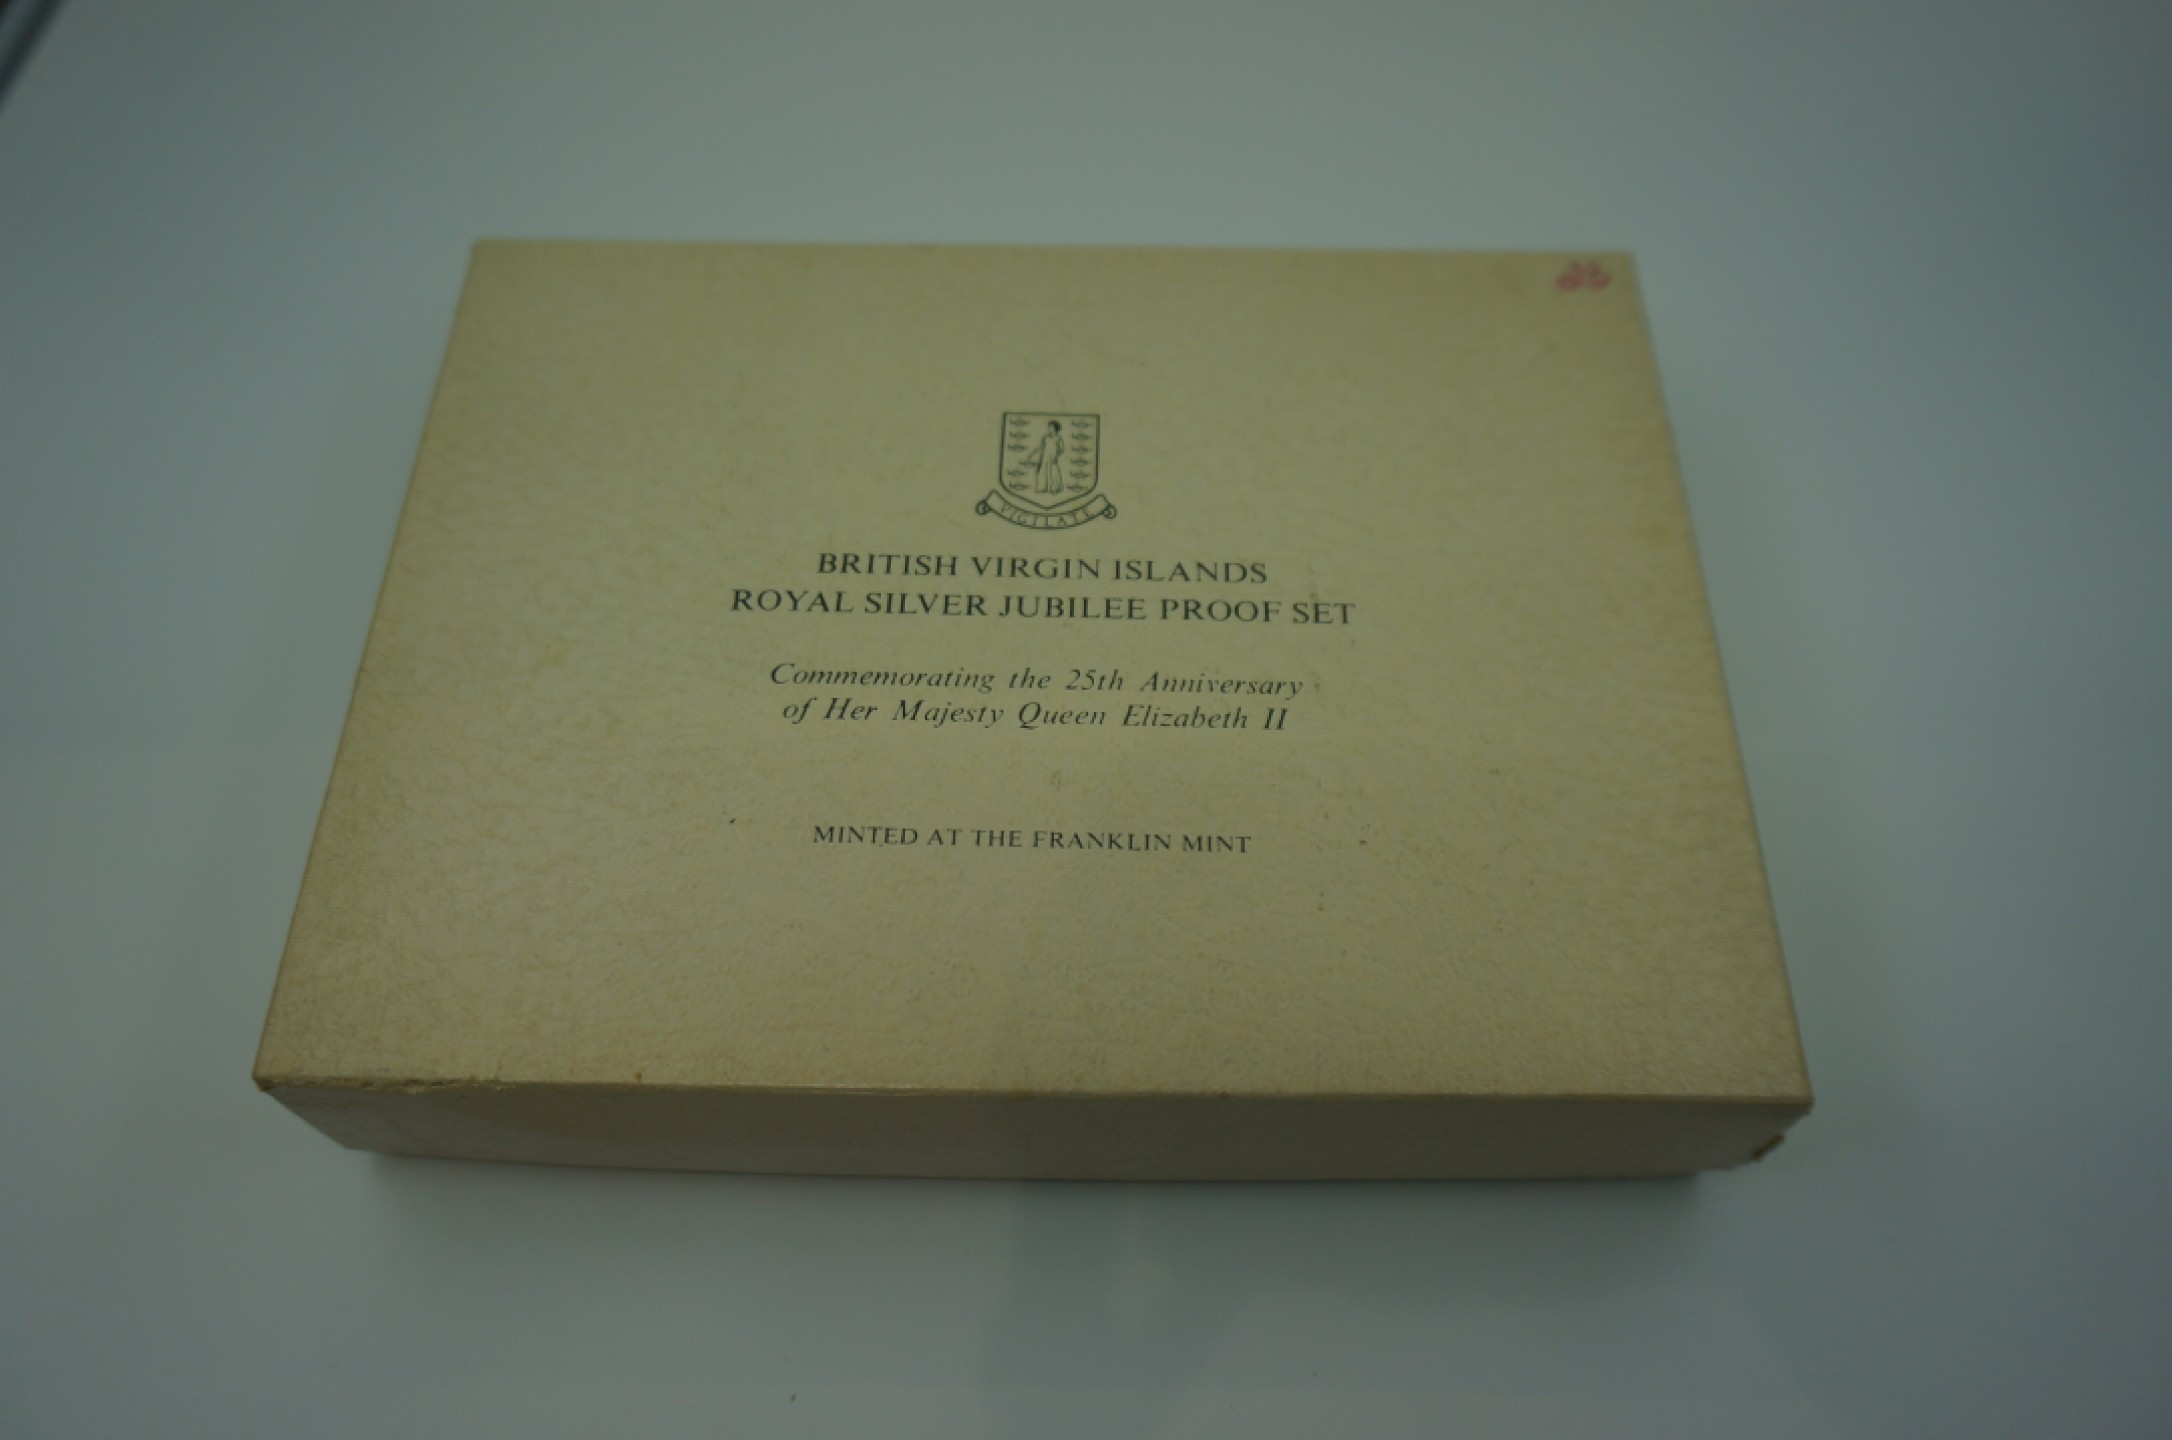 VIGILATE
BRITISH VIRGIN ISLANDS
ROYAL SILVER JUBILEE PROOF SET
Commemorating the 25th Anniversary
of Her Majesty Queen Elizabeth II
MINTED AT THE FRANKLIN MINT